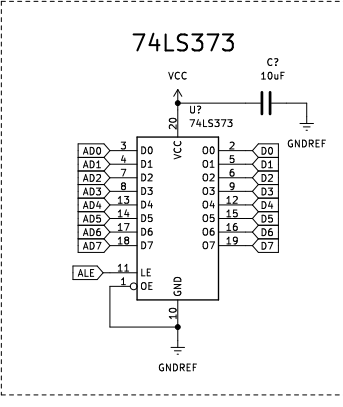 74LS373
C?
VCC 10uF
U?
74LS373
20
VCC
GNDREF
AD0 3 D0 O0 2 D0
AD1 4 D1 O1 5 D1
AD2 7 D2 O2 6 D2
AD3 8 D3 O3 9 D3
AD4 13 D4 O4 12 D4
AD5 14 D5 O5 15 D5
AD6 17 D6 O6 16 D6
AD7 18 D7 O7 19 D7
ALE 11 LE
1 OE
GND
10
GNDREF